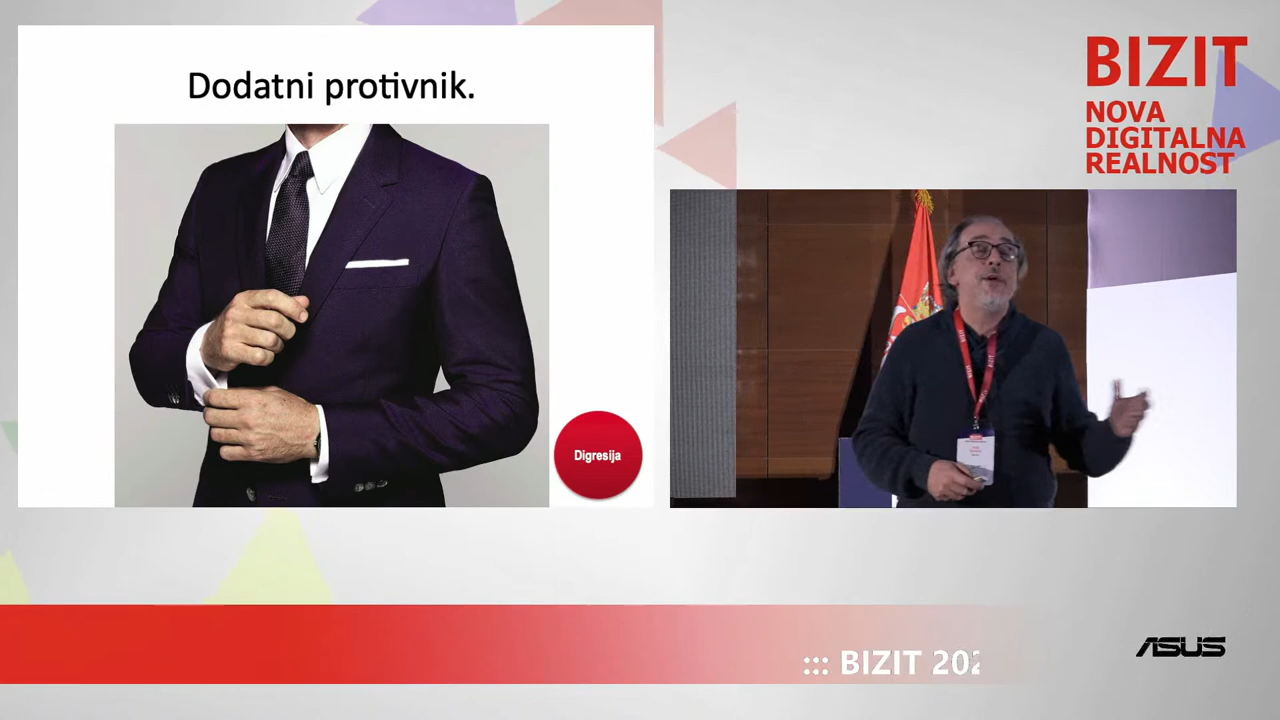 Dodatni protivnik.
Digresija
BIZIT
NOVA
DIGITALNA
REALNOST
::: BIZIT 202
ASUS